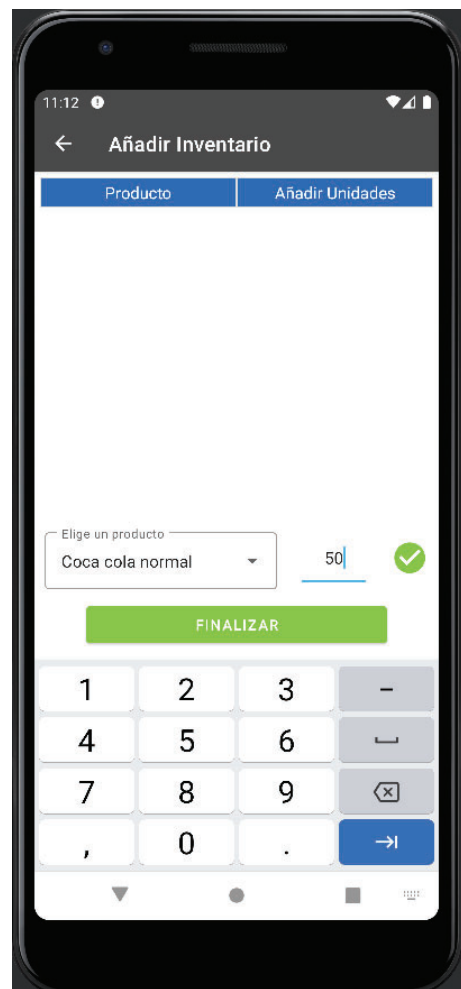 11:12
Añadir Inventario
Producto Añadir Unidades
Elige un producto
Coca cola normal 50
FINALIZAR
1 2 3 -
4 5 6
7 8 9
, 0 .